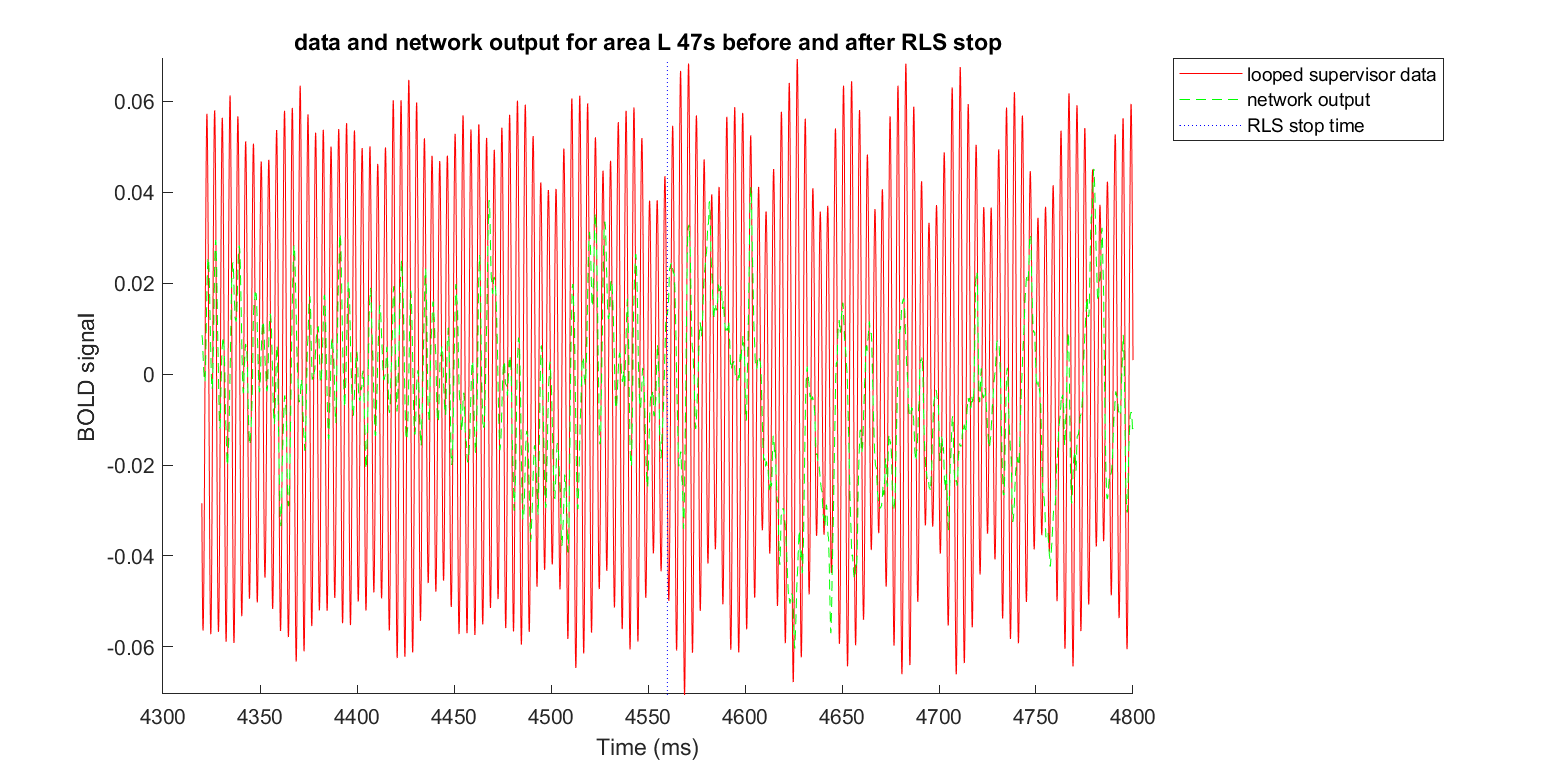 data and network output for area L 47s before and after RLS stop
looped supervisor data
network output
RLS stop time
BOLD signal
0.06
0.04
0.02
0
-0.02
-0.04
-0.06
4300 4350 4400 4450 4500 4550 4600 4650 4700 4750 4800
Time (ms)